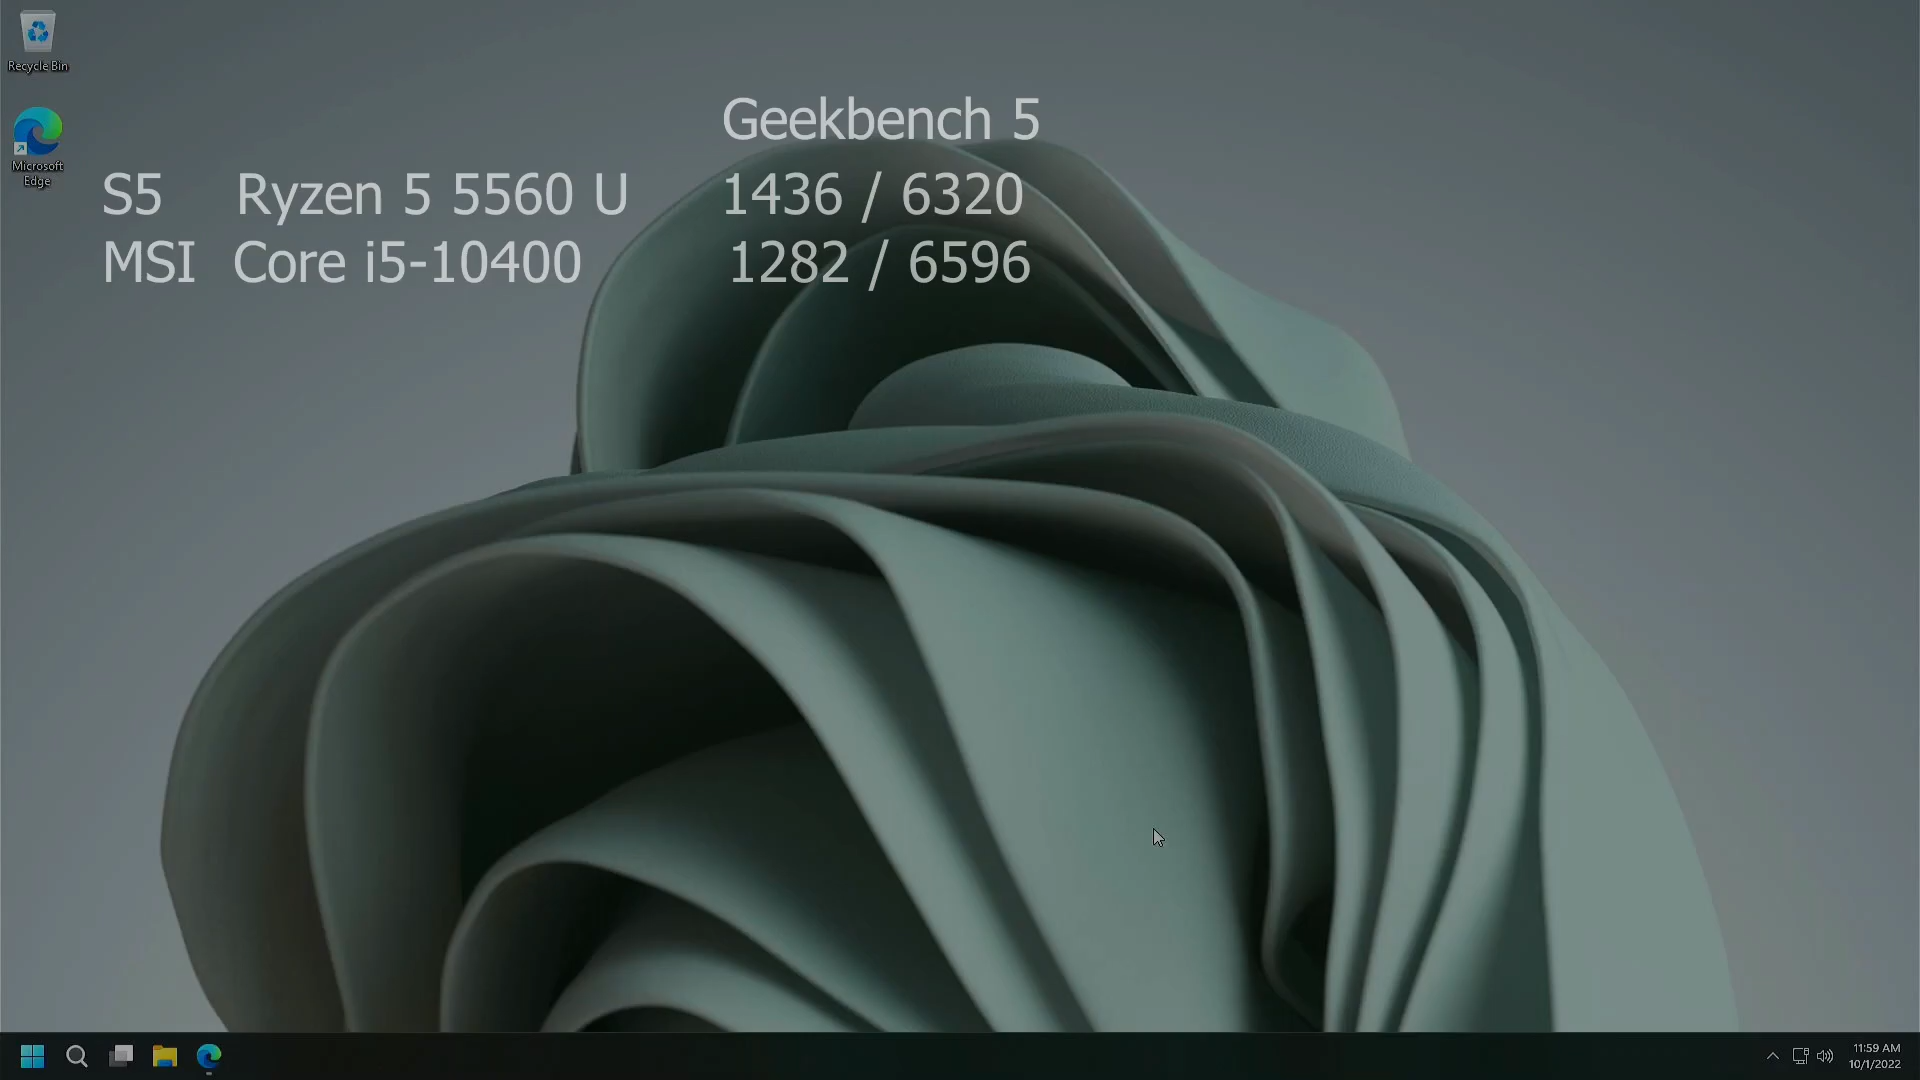 Recycle Bin
Microsoft
Edge
Geekbench 5
S5 Ryzen 5 5560 U 1436 / 6320
MSI Core i5-10400 1282 / 6596
11:59 AM
10/1/2022